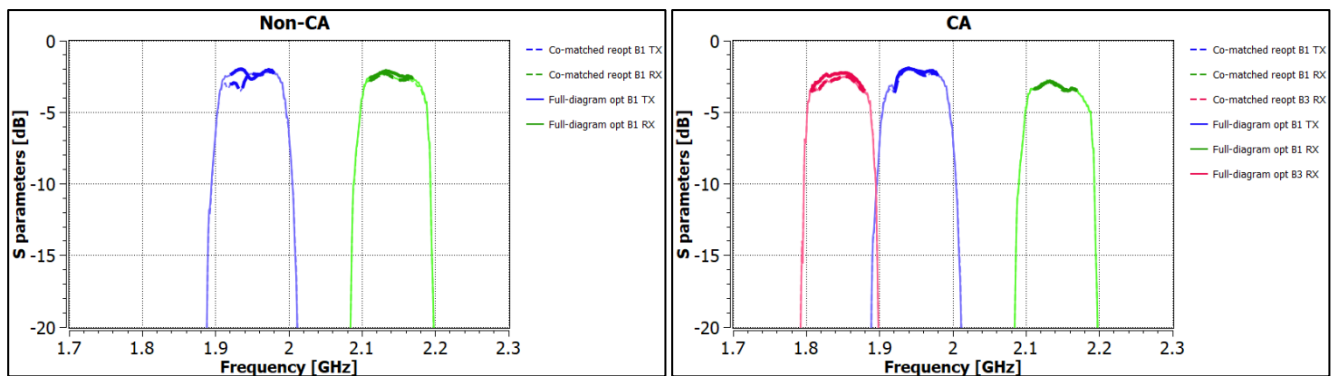 Non-CA
S parameters [dB]
0
-5
-10
-15
-20
1.7 1.8 1.9 2 2.1 2.2 2.3
Frequency [GHz]
Co-matched reopt B1 TX
Co-matched reopt B1 RX
Full-diagram opt B1 TX
Full-diagram opt B1 RX
CA
S parameters [dB]
0
-5
-10
-15
-20
1.7 1.8 1.9 2 2.1 2.2 2.3
Frequency [GHz]
Co-matched reopt B1 TX
Co-matched reopt B1 RX
Co-matched reopt B3 RX
Full-diagram opt B1 TX
Full-diagram opt B1 RX
Full-diagram opt B3 RX